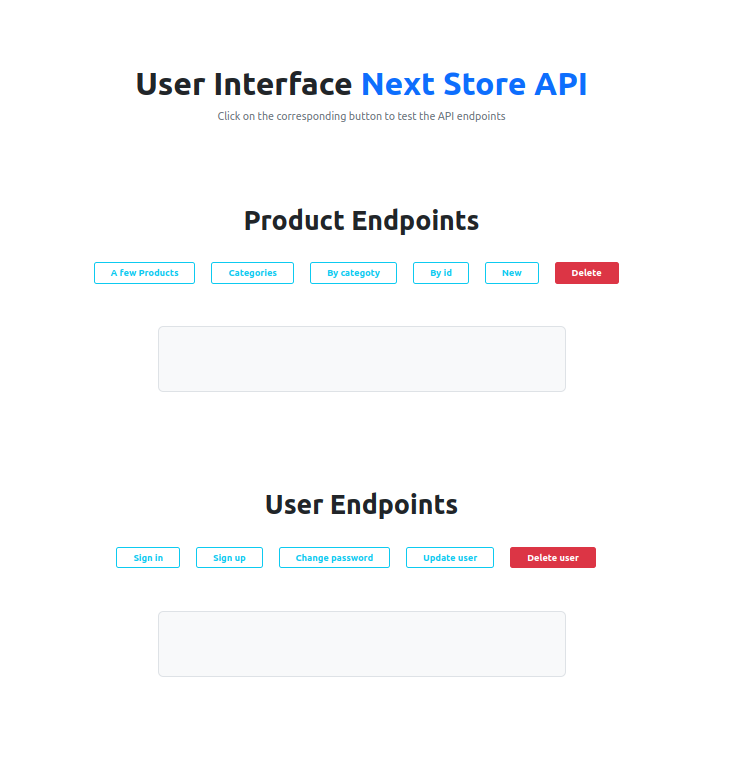 User Interface Next Store API
Click on the corresponding button to test the API endpoints
Product Endpoints
A few Products Categories By categoty By id New Delete
User Endpoints
Sign in Sign up Change password Update user Delete user